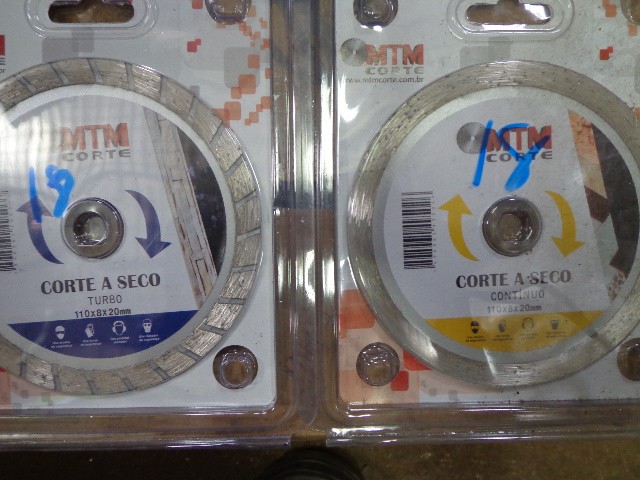 MTM
CORTE
18
CORTE A SECO
TURBO
110x8x20mm
MTM
CORTE
www.mtmcorte.com.br
MTM
CORTE
18
CORTE A SECO
CONTÍNUO
110x8x20mm